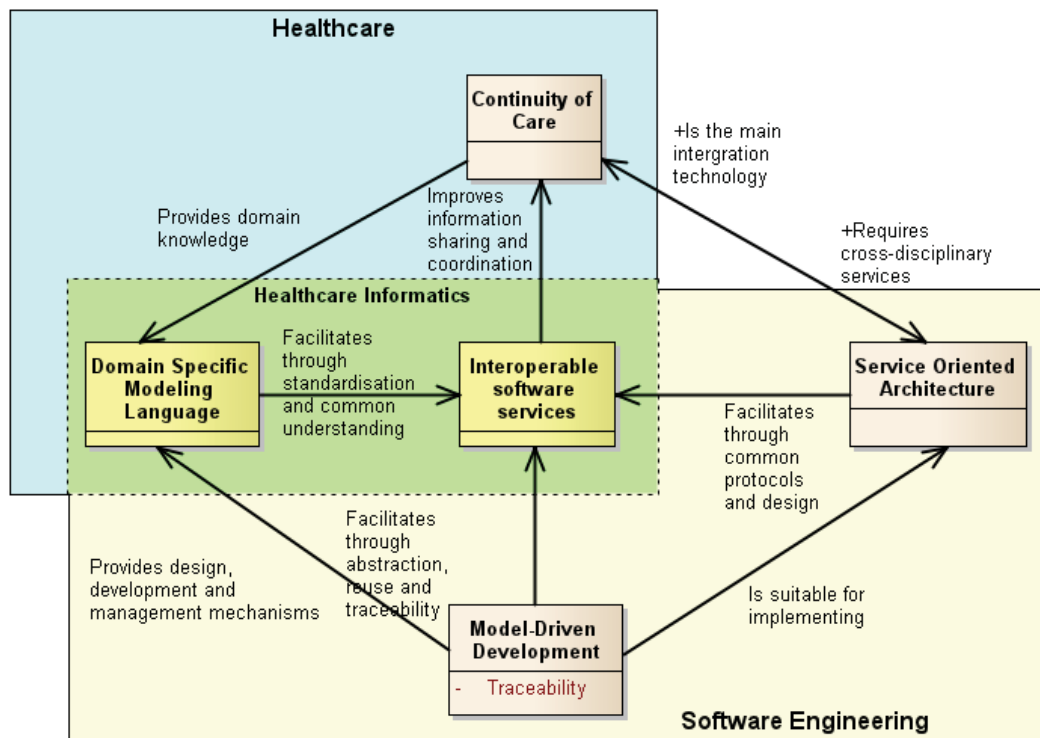 Healthcare
Continuity of
Care
+Is the main
intergration
technology
Provides domain
knowledge
Improves
information
sharing and
coordination
+Requires
cross-disciplinary
services
Healthcare Informatics
Domain Specific
Modeling
Language
Facilitates
through
standardisation
and common
understanding
Interoperable
software
services
Service Oriented
Architecture
Facilitates
through
common
protocols
and design
Provides design,
development and
management mechanisms
Facilitates
through
abstraction,
reuse and
traceability
Is suitable for
implementing
Model-Driven
Development
- Traceability
Software Engineering